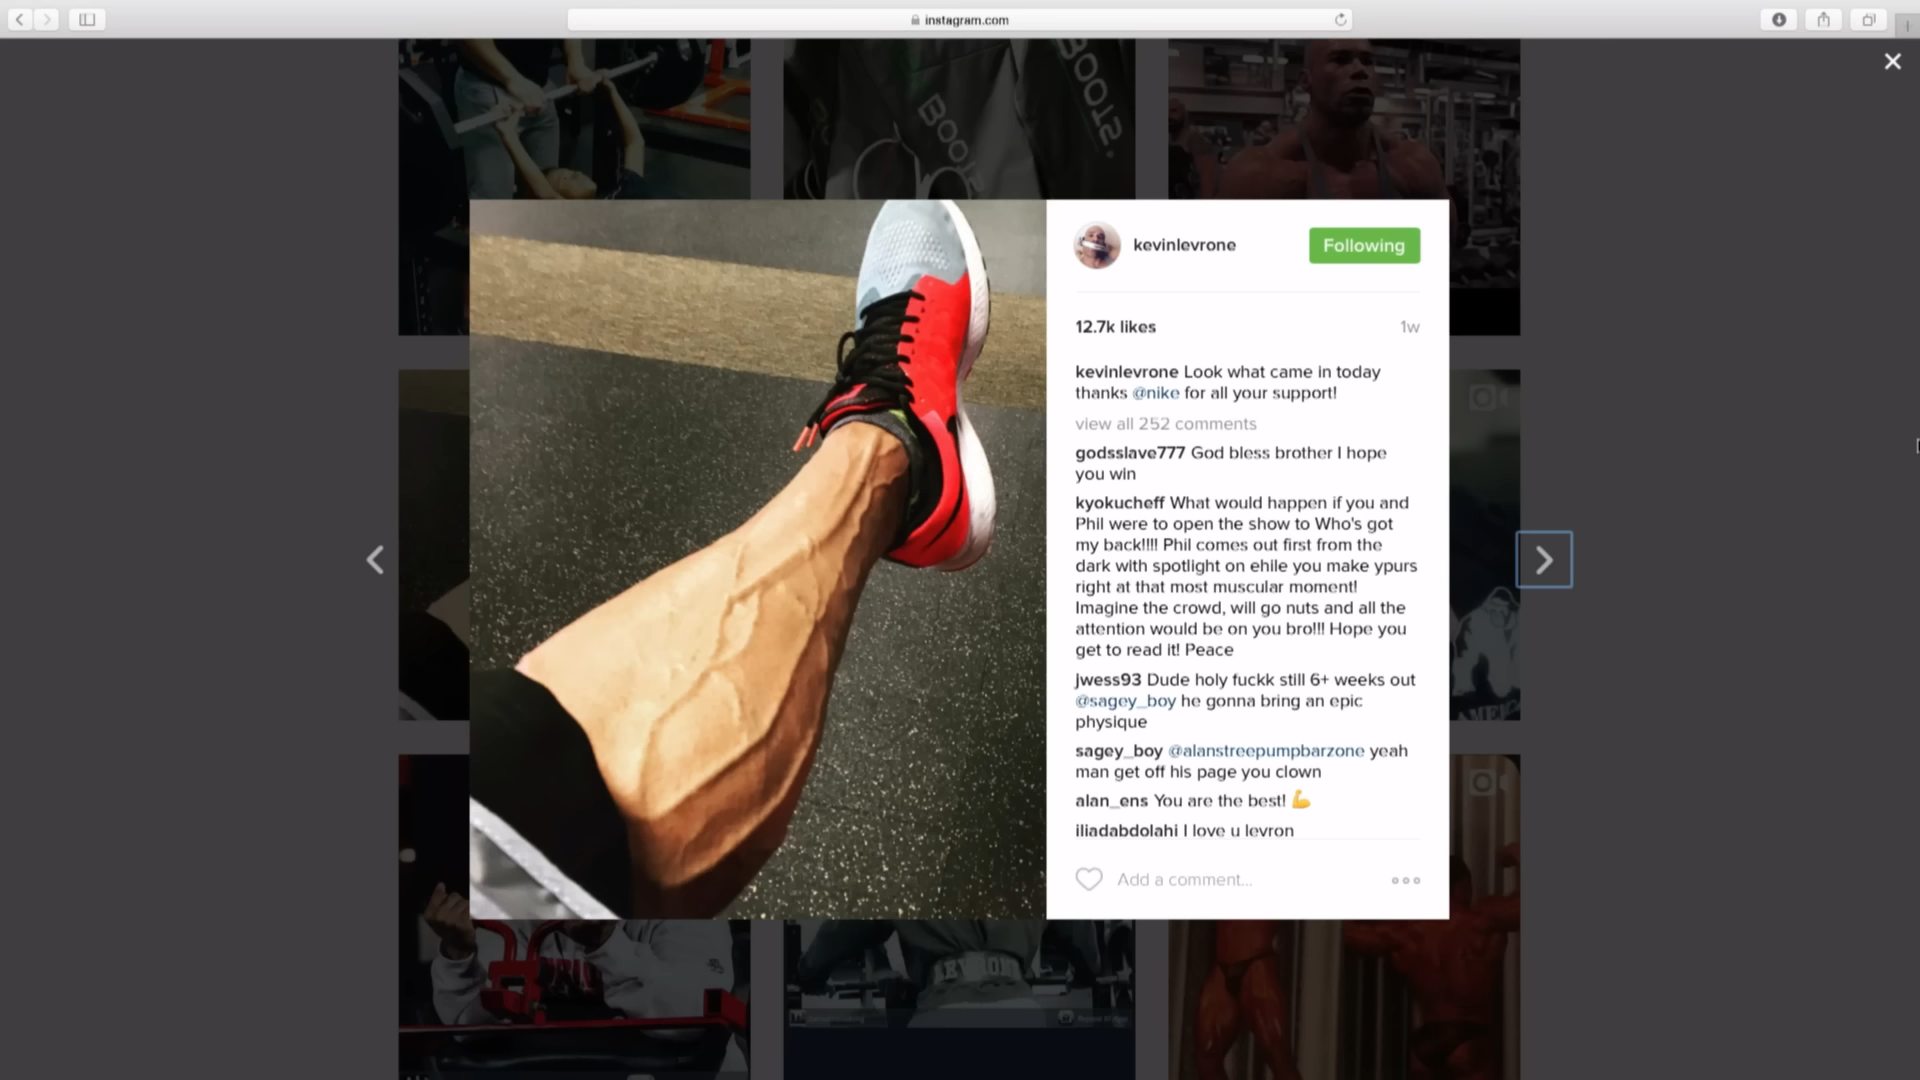 instagram.com
BOOTS
BOOTS.
kevinlevrone
Following
12.7k likes
1w
kevinlevrone Look what came in today
thanks @nike for all your support!
view all 252 comments
godsslave777 God bless brother I hope
you win
kyokucheff What would happen if you and
Phil were to open the show to Who's got
my back!!!! Phil comes out first from the
dark with spotlight on ehile you make ypurs
right at that most muscular moment!
Imagine the crowd, will go nuts and all the
attention would be on you bro!!! Hope you
get to read it! Peace
jwess93 Dude holy fuckk still 6+ weeks out
@sagey_boy he gonna bring an epic
physique
sagey_boy @alanstreepumpbarzone yeah
man get off his page you clown
alan_ens You are the best! 💪
iliadabdolahi I love u levron
Add a comment...